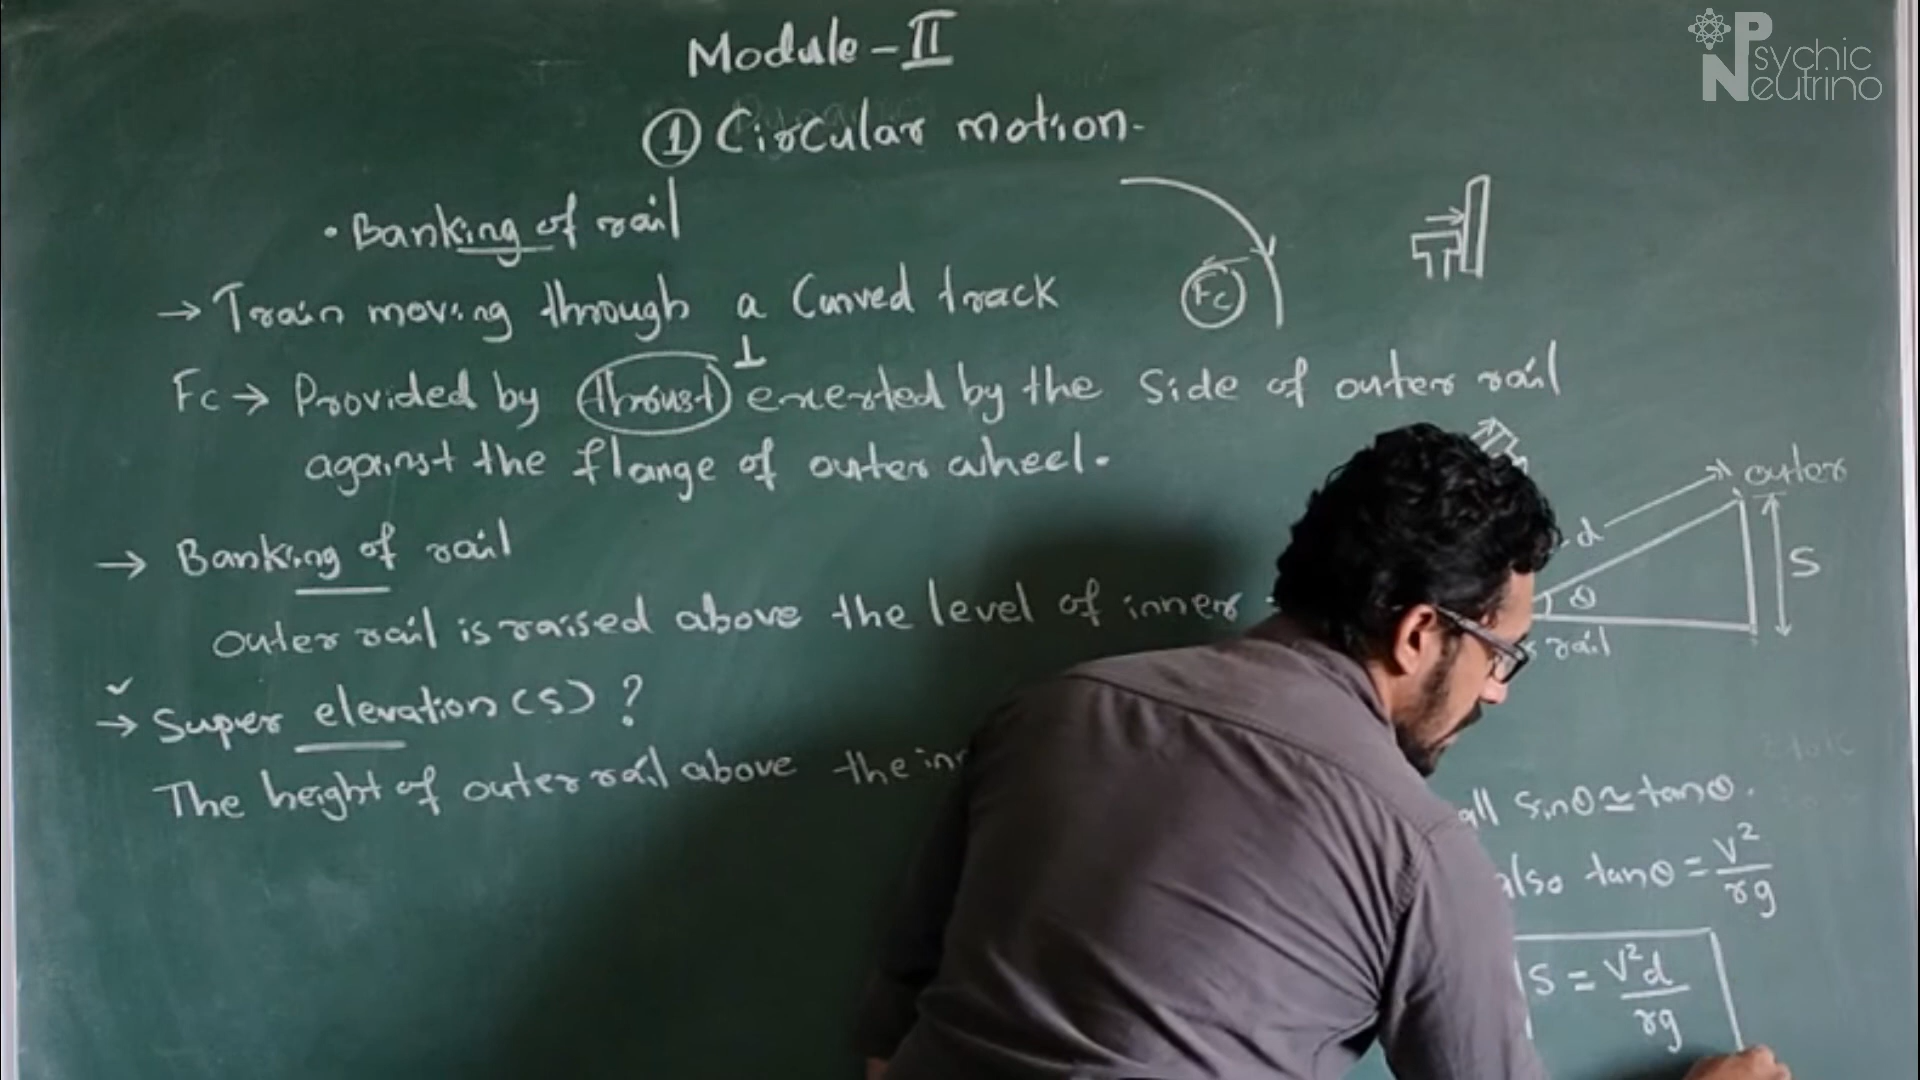 Psychic
Neutrino
Module - II
① Circular motion.
• Banking of rail
→ Train moving through a Curved track
Fc
Fc → Provided by thrust ⊥ exerted by the side of outer rail
against the flange of outer wheel.
→ Banking of rail
outer rail is raised above the level of inner
✓
→ Super elevation (S) ?
The height of outer rail above the
outer
d
S
θ
rail
sinθ ≃ tanθ.
also tanθ = V²/rg
S = V²d/rg